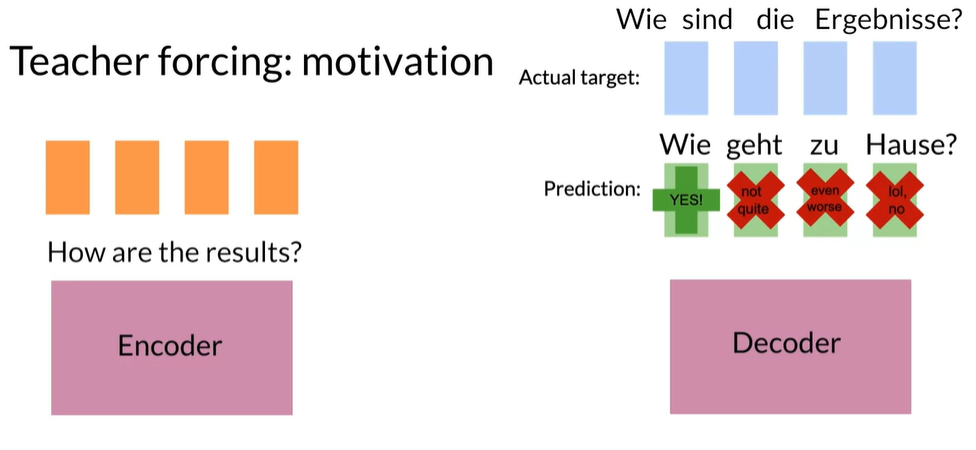 Wie sind die Ergebnisse?
Teacher forcing: motivation
Actual target:
Wie geht zu Hause?
Prediction:
YES!
not
quite
even
worse
lol,
no
How are the results?
Encoder
Decoder